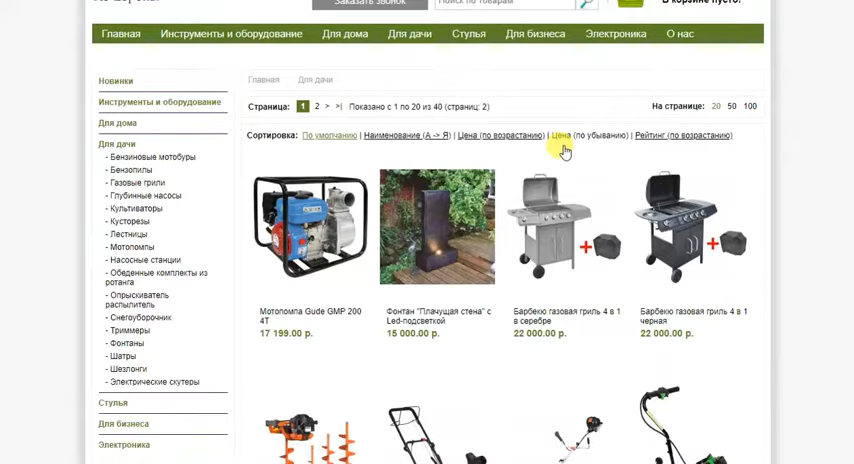 Заказать звонок
Поиск по товарам
В корзине пусто!
Главная Инструменты и оборудование Для дома Для дачи Стулья Для бизнеса Электроника О нас
Новинки
Инструменты и оборудование
Для дома
Для дачи
- Бензиновые мотобуры
- Бензопилы
- Газовые грили
- Глубинные насосы
- Культиваторы
- Кусторезы
- Лестницы
- Мотопомпы
- Насосные станции
- Обеденные комплекты из
ротанга
- Опрыскиватель
распылитель
- Снегоуборочник
- Триммеры
- Фонтаны
- Шатры
- Шезлонги
- Электрические скутеры
Стулья
Для бизнеса
Электроника
Главная Для дачи
Страница: 1 2 > >| Показано с 1 по 20 из 40 (страниц: 2)
На странице: 20 50 100
Сортировка: По умолчанию | Наименование (А -> Я) | Цена (по возрастанию) | Цена (по убыванию) | Рейтинг (по возрастанию)
Мотопомпа Gude GMP 200
4T
17 199.00 р.
Фонтан "Плачущая стена" с
Led-подсветкой
15 000.00 р.
Барбекю газовая гриль 4 в 1
в серебре
22 000.00 р.
Барбекю газовая гриль 4 в 1
черная
22 000.00 р.